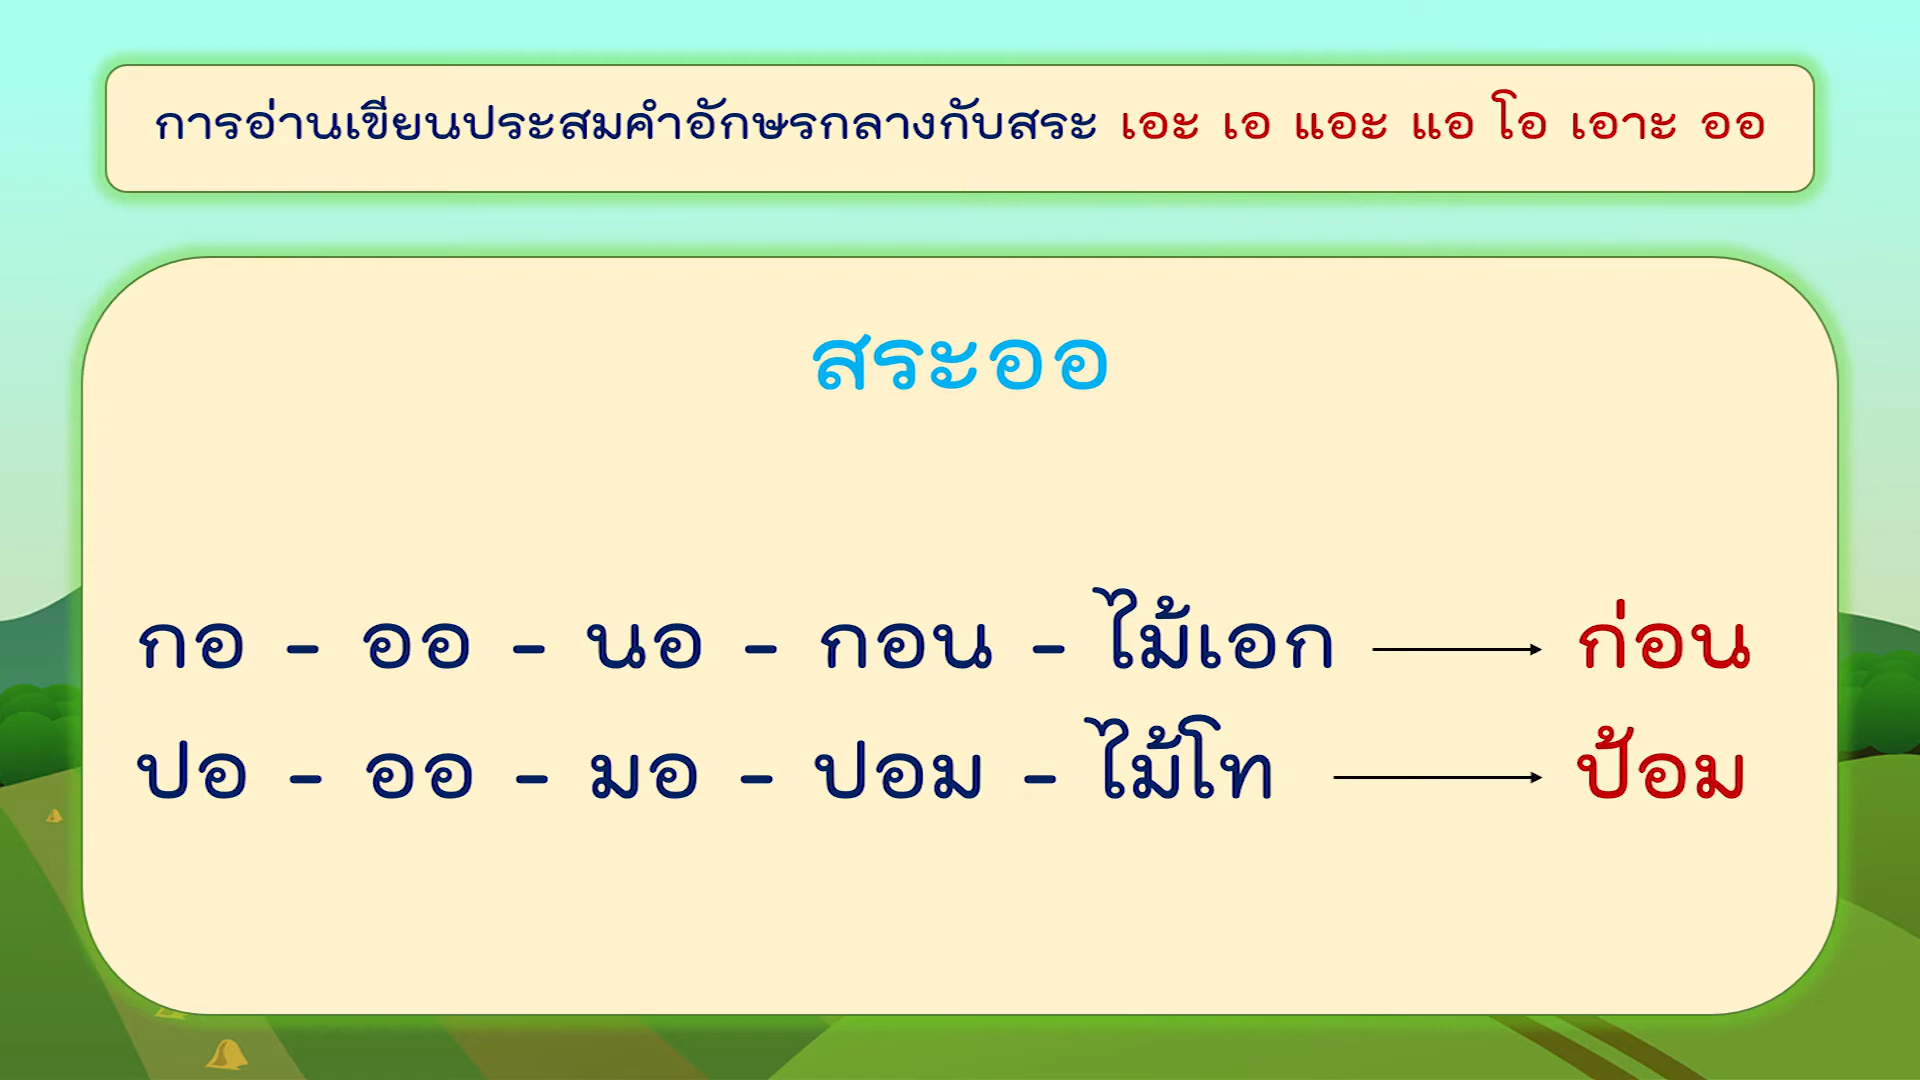 การอ่านเขียนประสมคำอักษรกลางกับสระ เอะ เอ แอะ แอ โอ เอาะ ออ
สระออ
กอ - ออ - นอ - กอน - ไม้เอก ก่อน
ปอ - ออ - มอ - ปอม - ไม้โท ป้อม